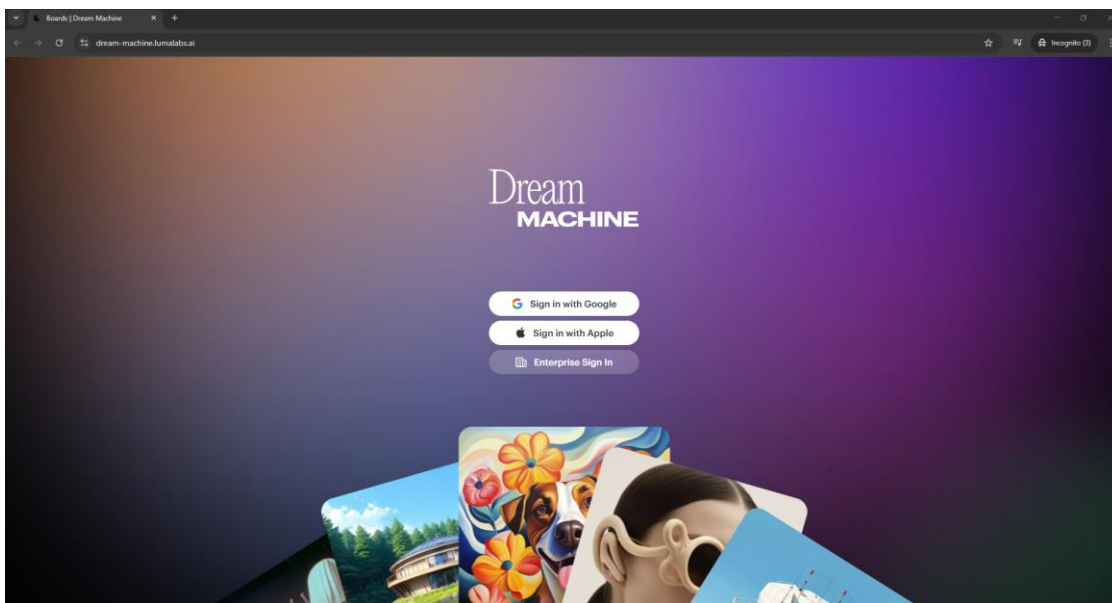 Boards | Dream Machine
dream-machine.lumalabs.ai
Incognito (3)
Dream
MACHINE
Sign in with Google
Sign in with Apple
Enterprise Sign In